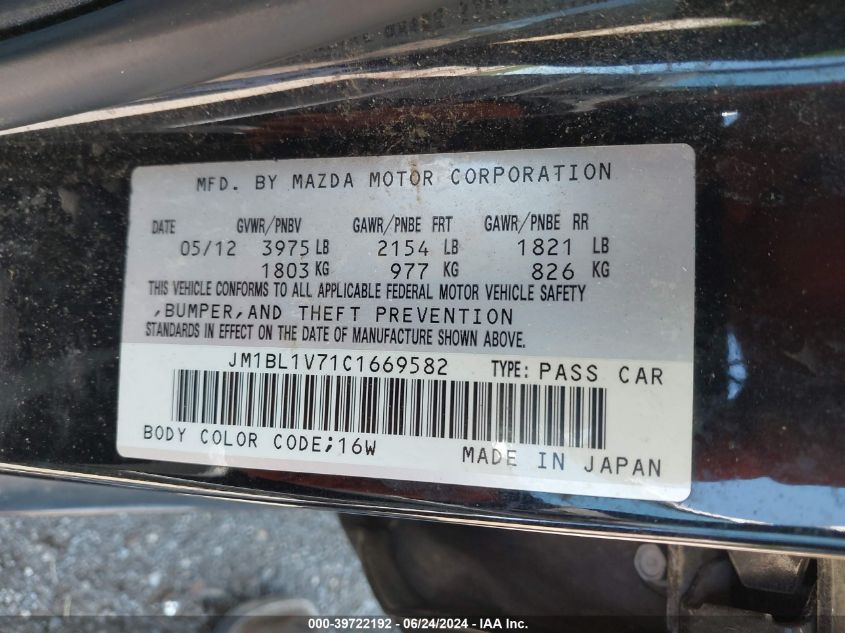 MFD. BY MAZDA MOTOR CORPORATION
DATE GVWR/PNBV GAWR/PNBE FRT GAWR/PNBE RR
05/12 3975 LB 2154 LB 1821 LB
1803 KG 977 KG 826 KG
THIS VEHICLE CONFORMS TO ALL APPLICABLE FEDERAL MOTOR VEHICLE SAFETY
,BUMPER,AND THEFT PREVENTION
STANDARDS IN EFFECT ON THE DATE OF MANUFACTURE SHOWN ABOVE.
JM1BL1V71C1669582 TYPE: PASS CAR
BODY COLOR CODE;16W
MADE IN JAPAN
000-39722192 - 06/24/2024 - IAA Inc.